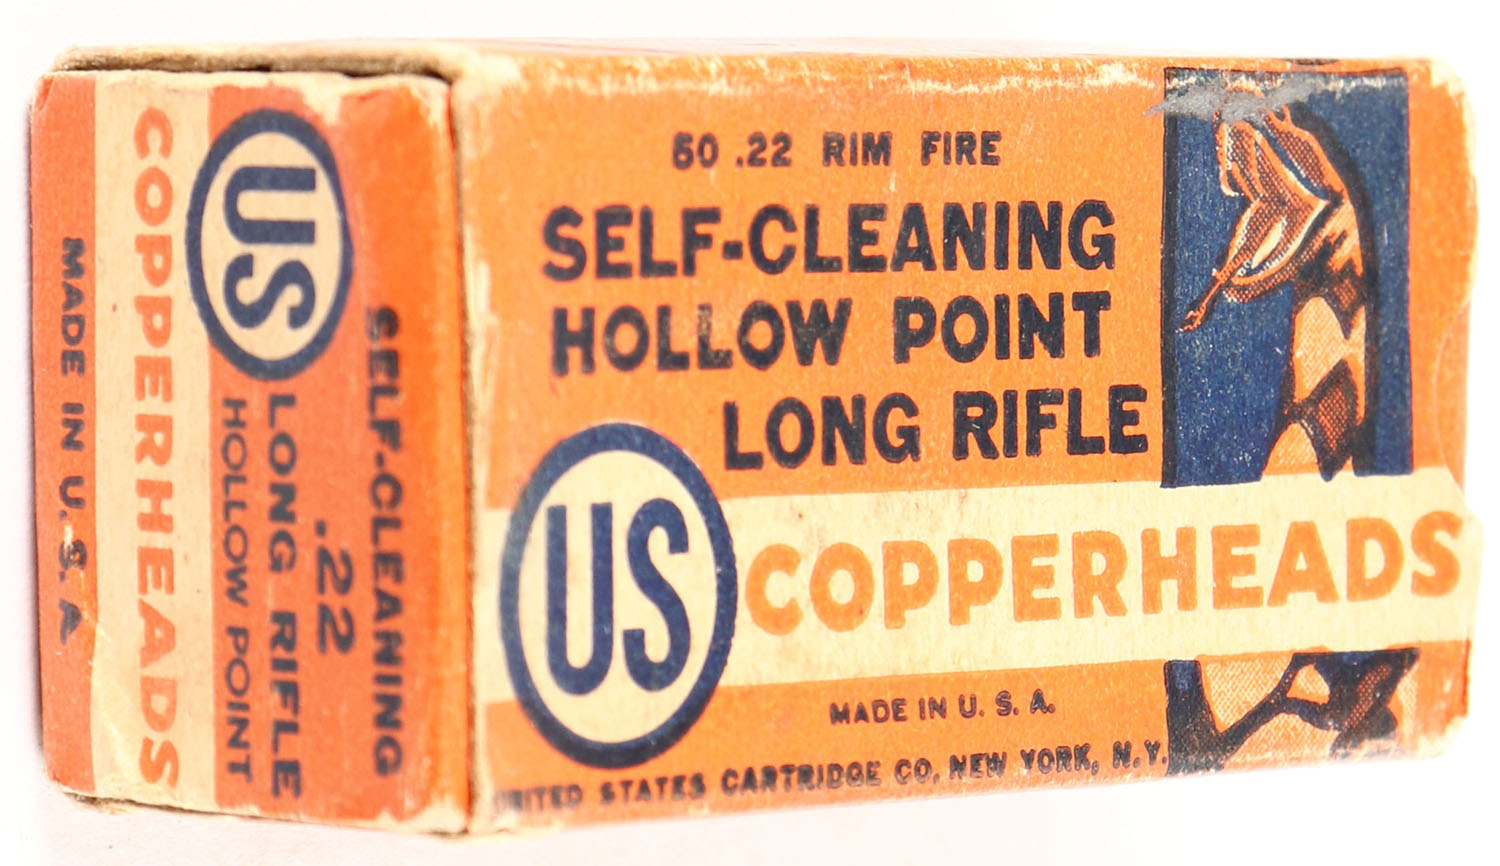 50 .22 RIM FIRE
SELF-CLEANING
HOLLOW POINT
LONG RIFLE
US
COPPERHEADS
MADE IN U. S. A.
UNITED STATES CARTRIDGE CO, NEW YORK, N.Y.
SELF-CLEANING
.22
LONG RIFLE
HOLLOW POINT
US
COPPERHEADS
MADE IN U. S. A